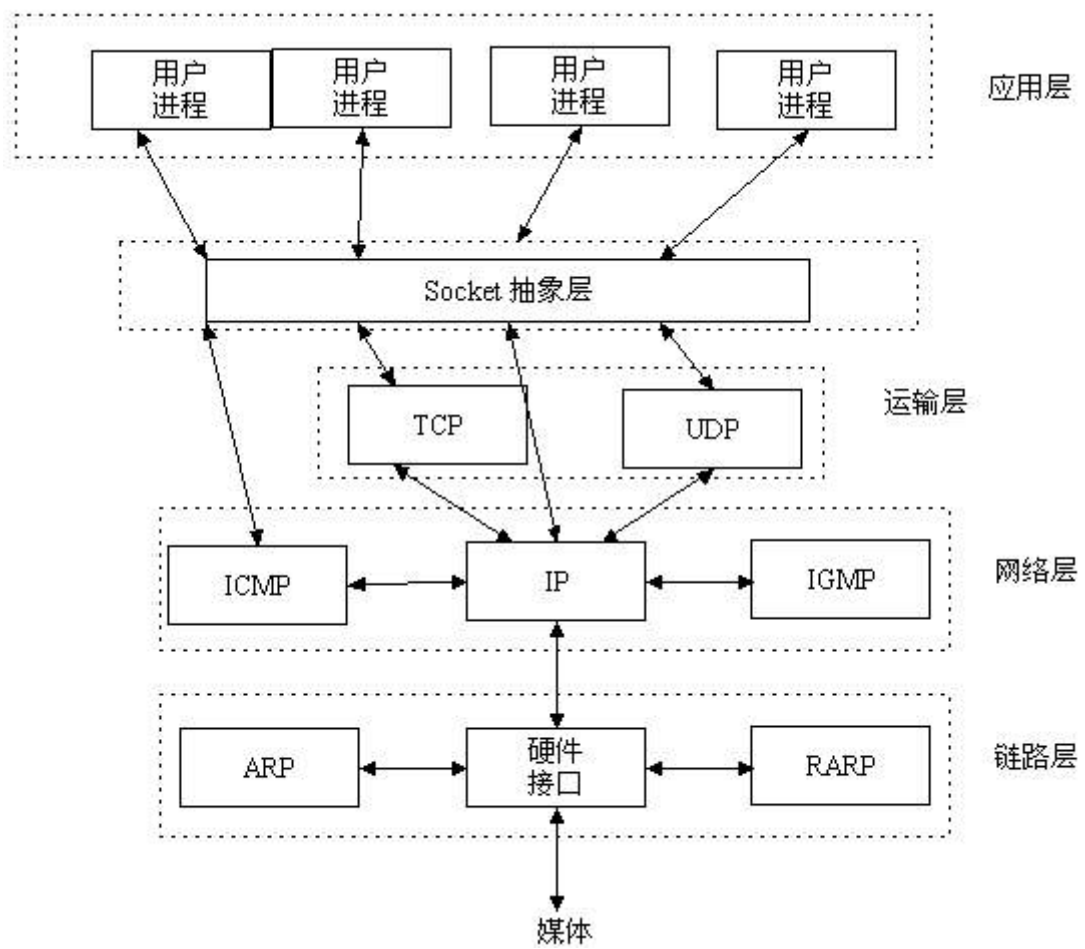 用户
进程
用户
进程
用户
进程
用户
进程
应用层
Socket 抽象层
TCP
UDP
运输层
ICMP
IP
IGMP
网络层
ARP
硬件
接口
RARP
链路层
媒体